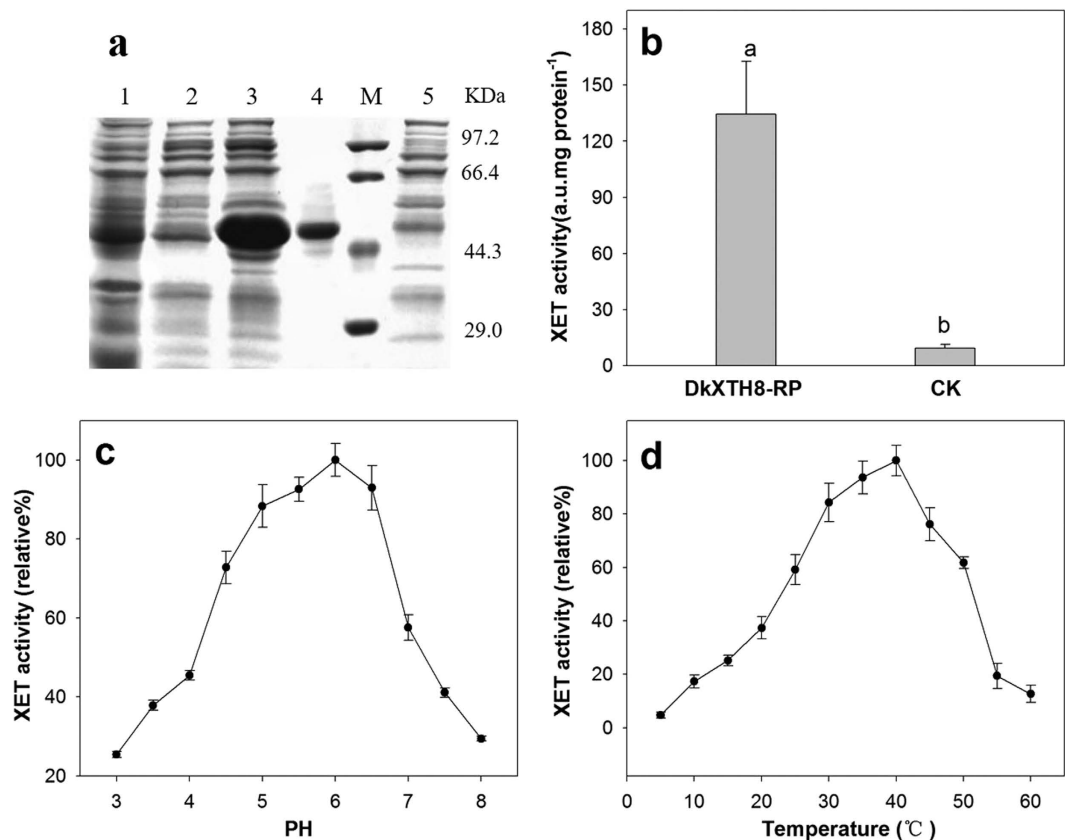 a
1 2 3 4 M 5 KDa
97.2
66.4
44.3
29.0
b
XET activity(a.u.mg protein⁻¹)
180
150
120
90
60
30
0
a
b
DkXTH8-RP CK
c
XET activity (relative%)
100
80
60
40
20
3 4 5 6 7 8
PH
d
XET activity (relative%)
100
80
60
40
20
0
0 10 20 30 40 50 60
Temperature (℃)